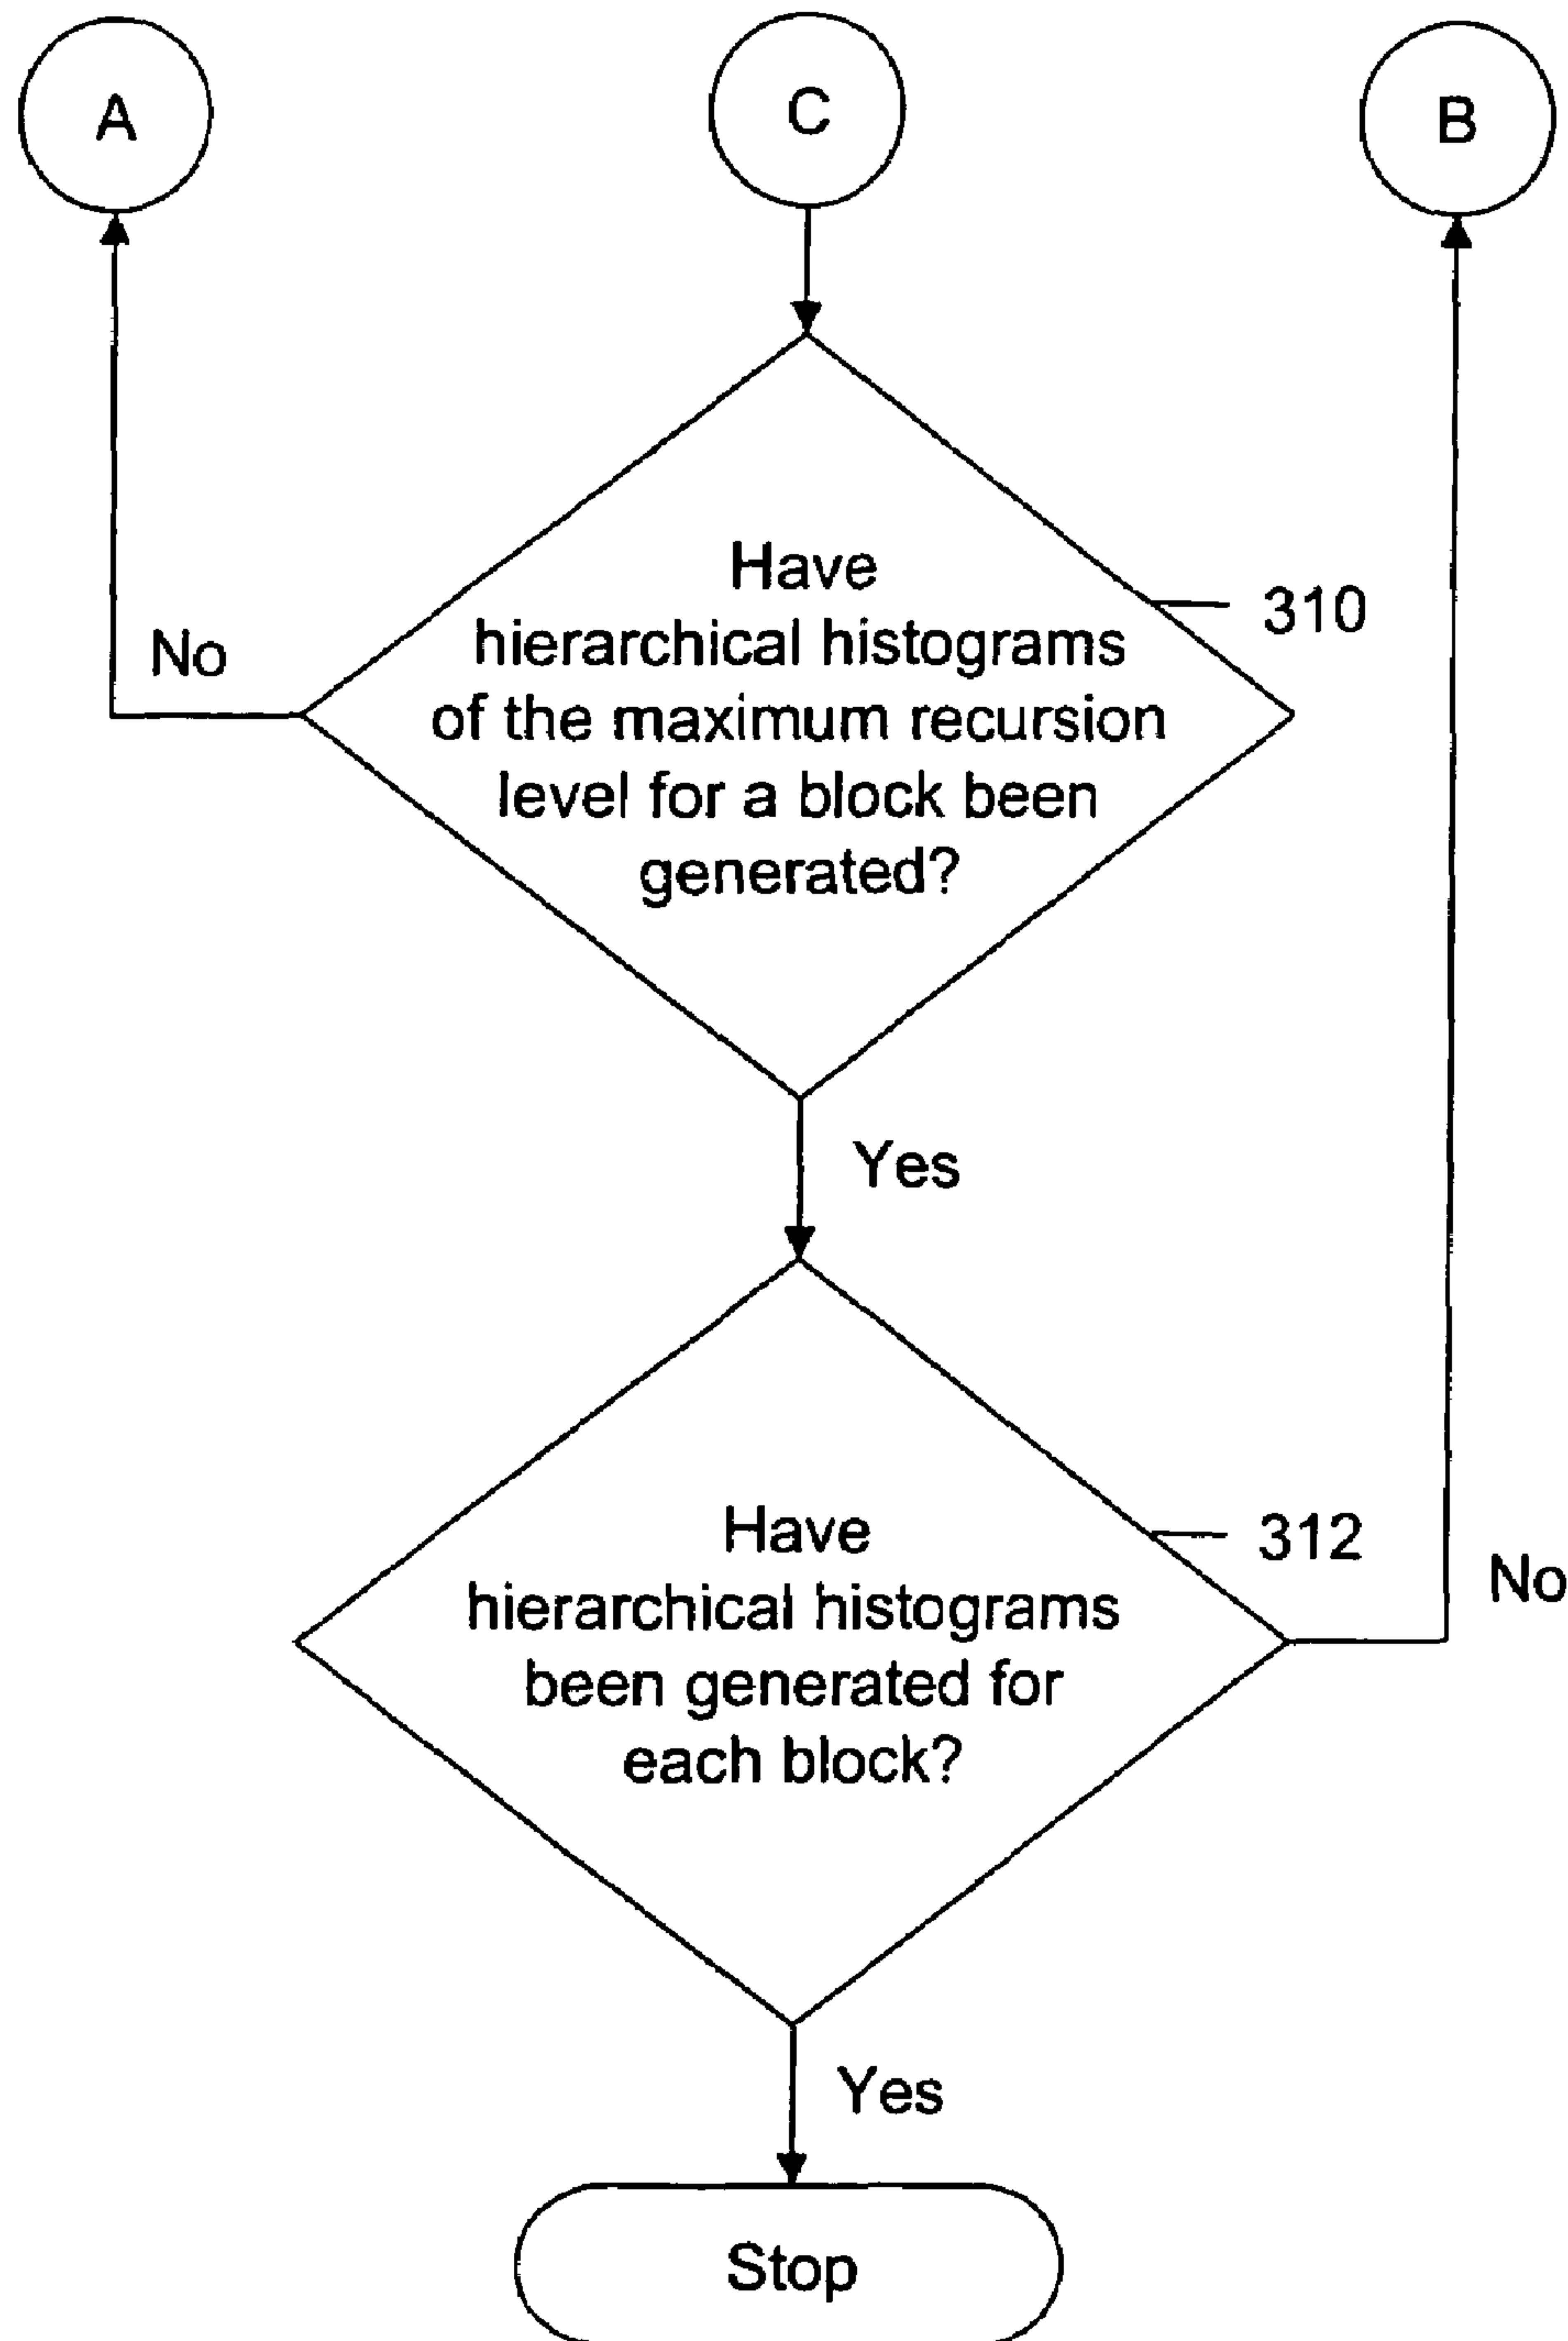 A
C
B
Have
hierarchical histograms
of the maximum recursion
level for a block been
generated?
310
No
Yes
Have
hierarchical histograms
been generated for
each block?
312
No
Yes
Stop